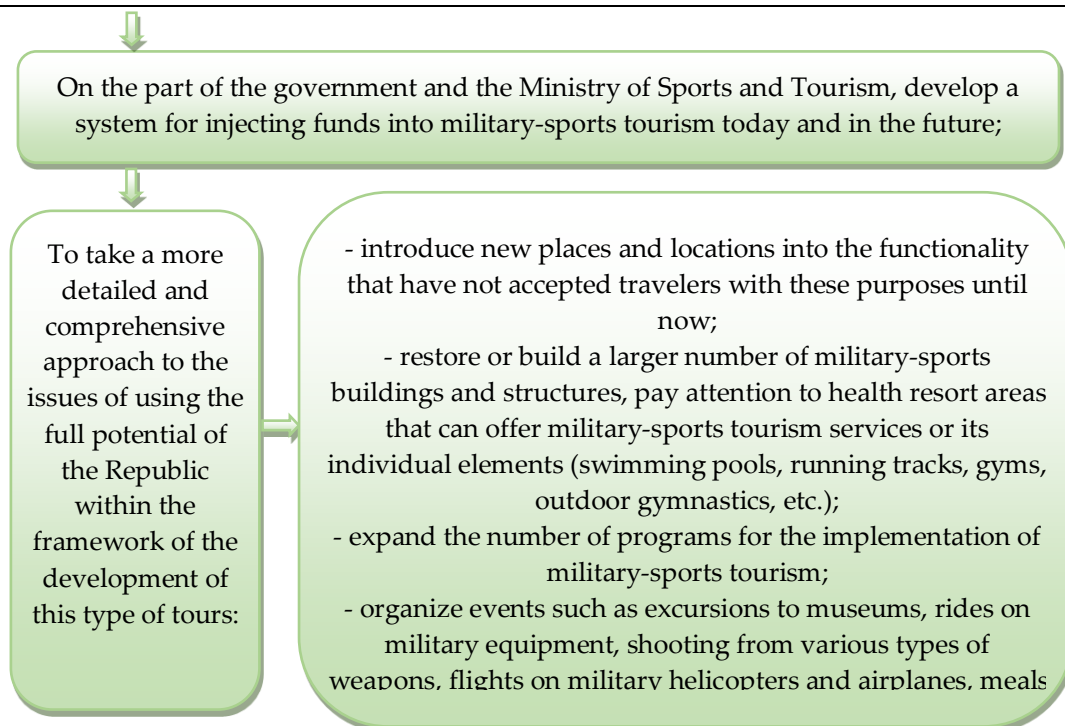 On the part of the government and the Ministry of Sports and Tourism, develop a
system for injecting funds into military-sports tourism today and in the future;
To take a more
detailed and
comprehensive
approach to the
issues of using the
full potential of
the Republic
within the
framework of the
development of
this type of tours:
- introduce new places and locations into the functionality
that have not accepted travelers with these purposes until
now;
- restore or build a larger number of military-sports
buildings and structures, pay attention to health resort areas
that can offer military-sports tourism services or its
individual elements (swimming pools, running tracks, gyms,
outdoor gymnastics, etc.);
- expand the number of programs for the implementation of
military-sports tourism;
- organize events such as excursions to museums, rides on
military equipment, shooting from various types of
weapons, flights on military helicopters and airplanes, meals